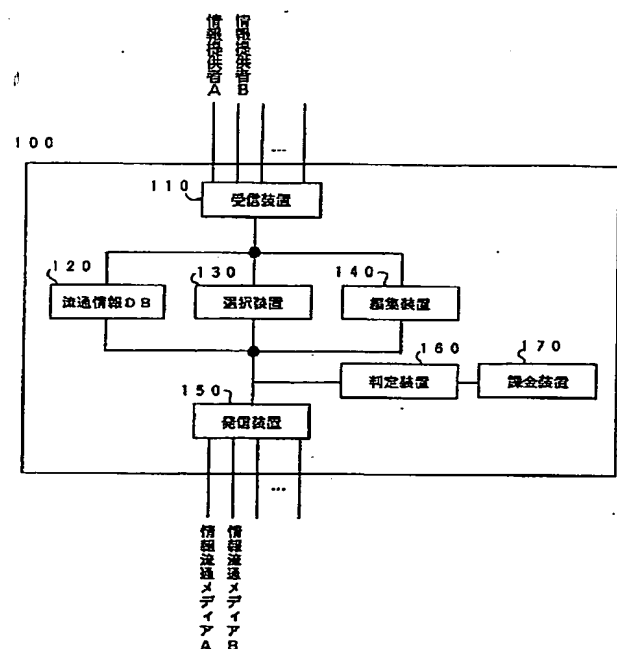 情報提供者A
情報提供者B
...
100
110
受信装置
120
130
140
流通情報DB
選択装置
編集装置
160
170
150
判定装置
課金装置
発信装置
...
情報流通メディアA
情報流通メディアB